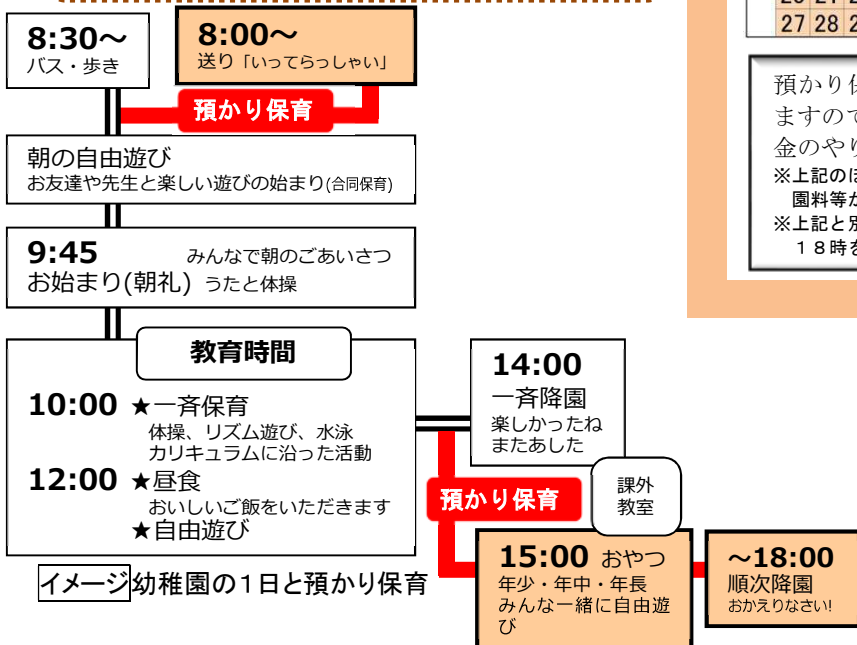 8:30～
バス・歩き
8:00～
送り「いってらっしゃい」
預かり保育
朝の自由遊び
お友達や先生と楽しい遊びの始まり(合同保育)
9:45 みんなで朝のごあいさつ
お始まり(朝礼) うたと体操
教育時間
10:00 ★一斉保育
体操、リズム遊び、水泳
カリキュラムに沿った活動
12:00 ★昼食
おいしいご飯をいただきます
★自由遊び
14:00
一斉降園
楽しかったね
またあした
預かり保育
課外
教室
15:00 おやつ
年少・年中・年長
みんな一緒に自由遊
び
～18:00
順次降園
おかえりなさい!
イメージ幼稚園の1日と預かり保育
27 28
預かり
ますので
金のやり
※上記のほ
園料等が
※上記と別
18時を